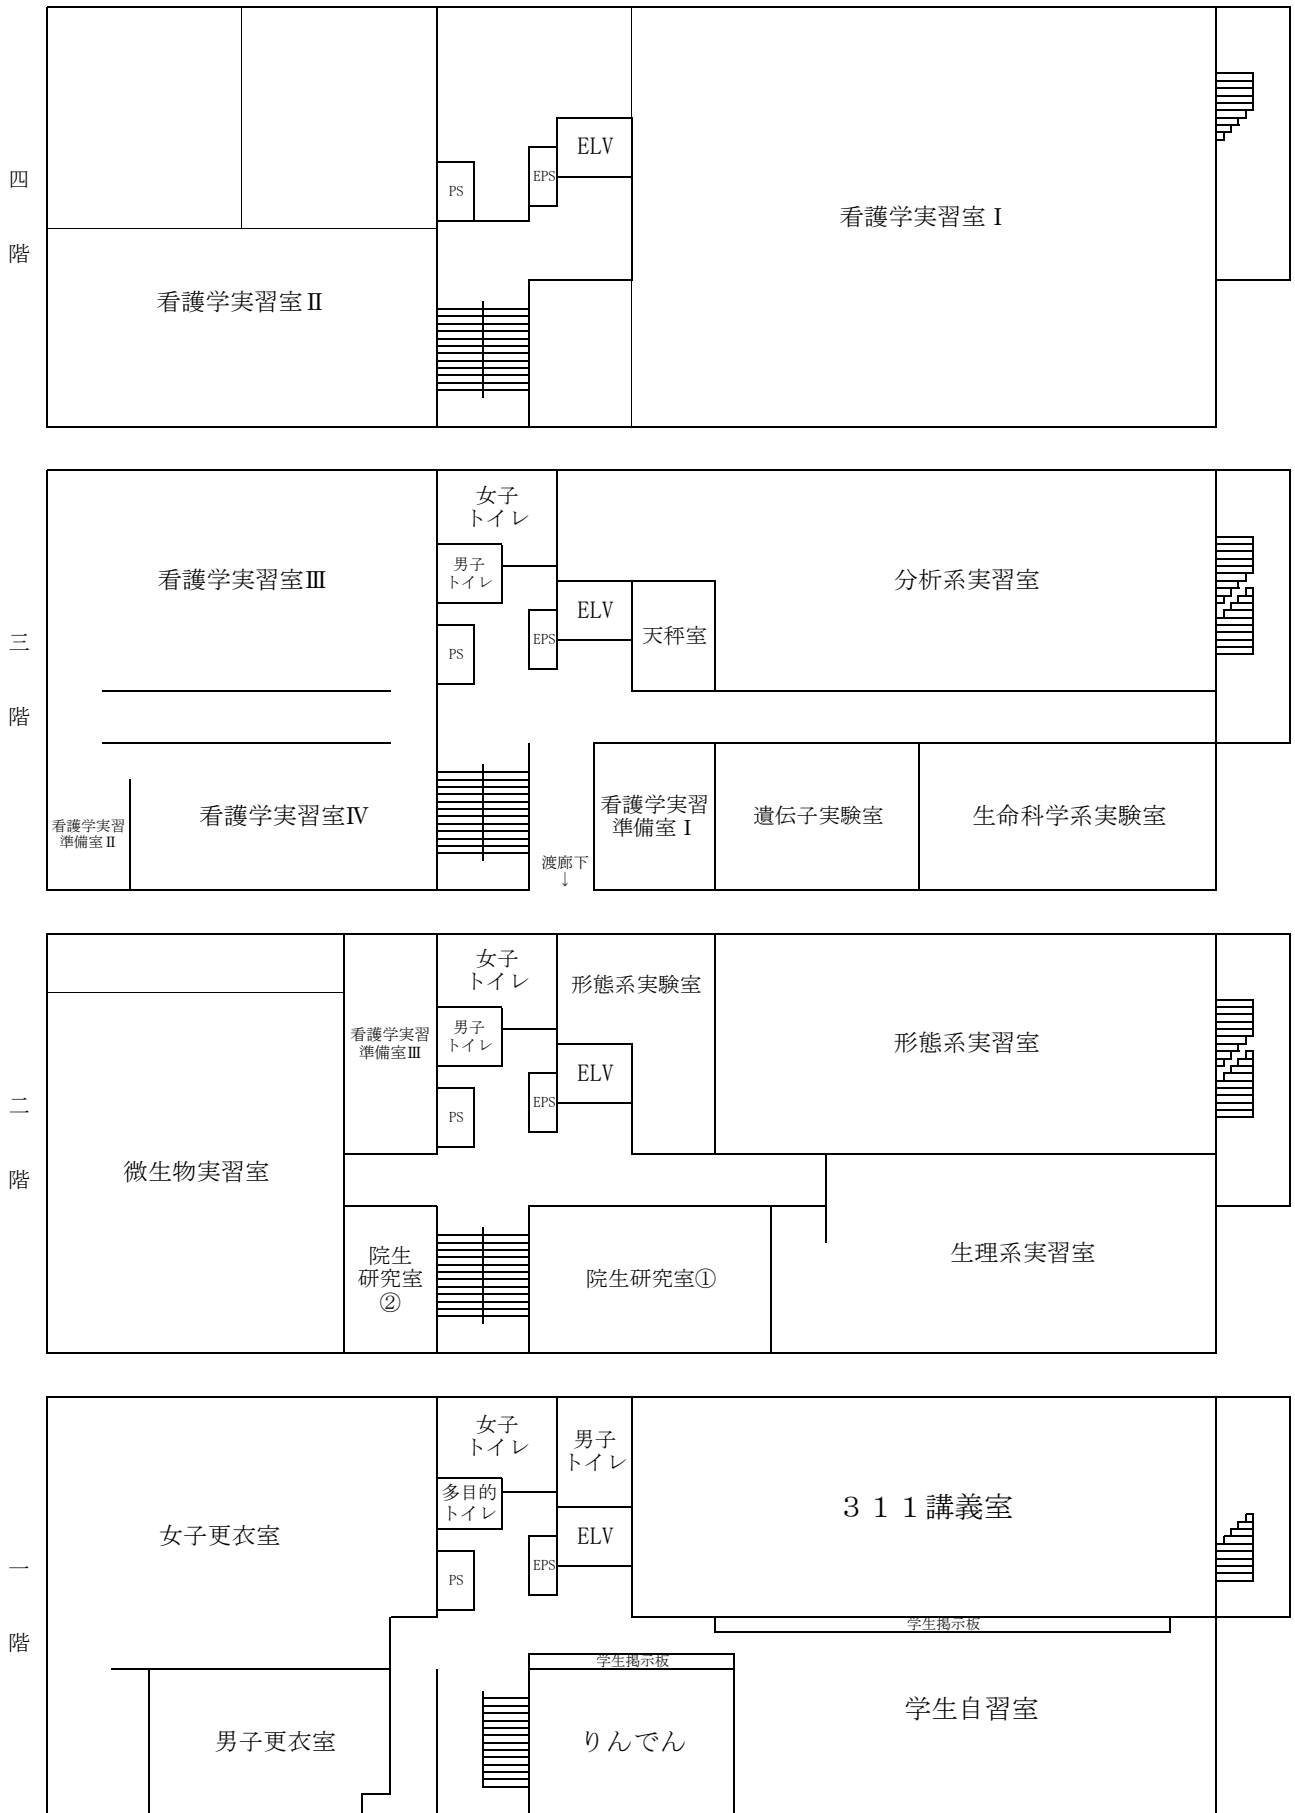 四
階
ELV
EPS
PS
看護学実習室Ⅰ
看護学実習室Ⅱ
三
階
女子
トイレ
看護学実習室Ⅲ
男子
トイレ
分析系実習室
ELV
天秤室
EPS
PS
看護学実習室Ⅳ
看護学実習
準備室Ⅱ
看護学実習
準備室Ⅰ
遺伝子実験室
生命科学系実験室
渡廊下
↓
二
階
女子
トイレ
形態系実験室
看護学実習
準備室Ⅲ
男子
トイレ
形態系実習室
ELV
EPS
PS
微生物実習室
院生
研究室
②
院生研究室①
生理系実習室
一
階
女子
トイレ
男子
トイレ
多目的
トイレ
311講義室
女子更衣室
ELV
EPS
PS
学生掲示板
学生掲示板
学生自習室
男子更衣室
りんでん